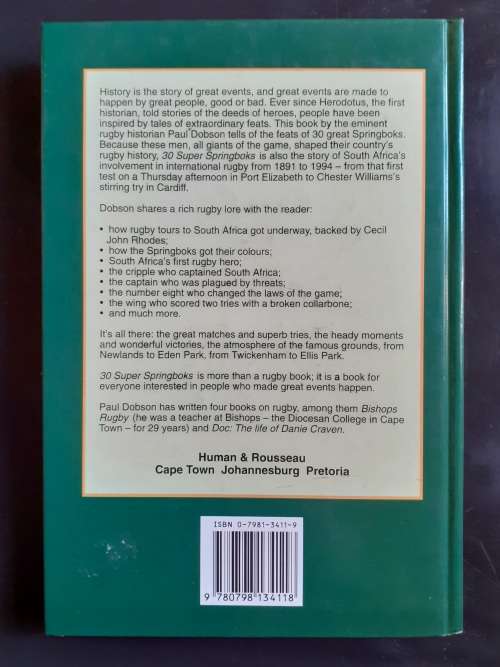 History is the story of great events, and great events are made to
happen by great people, good or bad. Ever since Herodotus, the first
historian, told stories of the deeds of heroes, people have been
inspired by tales of extraordinary feats. This book by the eminent
rugby historian Paul Dobson tells of the feats of 30 great Springboks.
Because these men, all giants of the game, shaped their country's
rugby history, 30 Super Springboks is also the story of South Africa's
involvement in international rugby from 1891 to 1994 – from that first
test on a Thursday afternoon in Port Elizabeth to Chester Williams's
stirring try in Cardiff.
Dobson shares a rich rugby lore with the reader:
• how rugby tours to South Africa got underway, backed by Cecil
John Rhodes;
• how the Springboks got their colours;
• South Africa's first rugby hero;
• the cripple who captained South Africa;
• the captain who was plagued by threats;
• the number eight who changed the laws of the game;
• the wing who scored two tries with a broken collarbone;
• and much more.
It's all there: the great matches and superb tries, the heady moments
and wonderful victories, the atmosphere of the famous grounds, from
Newlands to Eden Park, from Twickenham to Ellis Park.
30 Super Springboks is more than a rugby book; it is a book for
everyone interested in people who made great events happen.
Paul Dobson has written four books on rugby, among them Bishops
Rugby (he was a teacher at Bishops – the Diocesan College in Cape
Town – for 29 years) and Doc: The life of Danie Craven.
Human & Rousseau
Cape Town Johannesburg Pretoria
ISBN 0-7981-3411-9
9 780798 134118